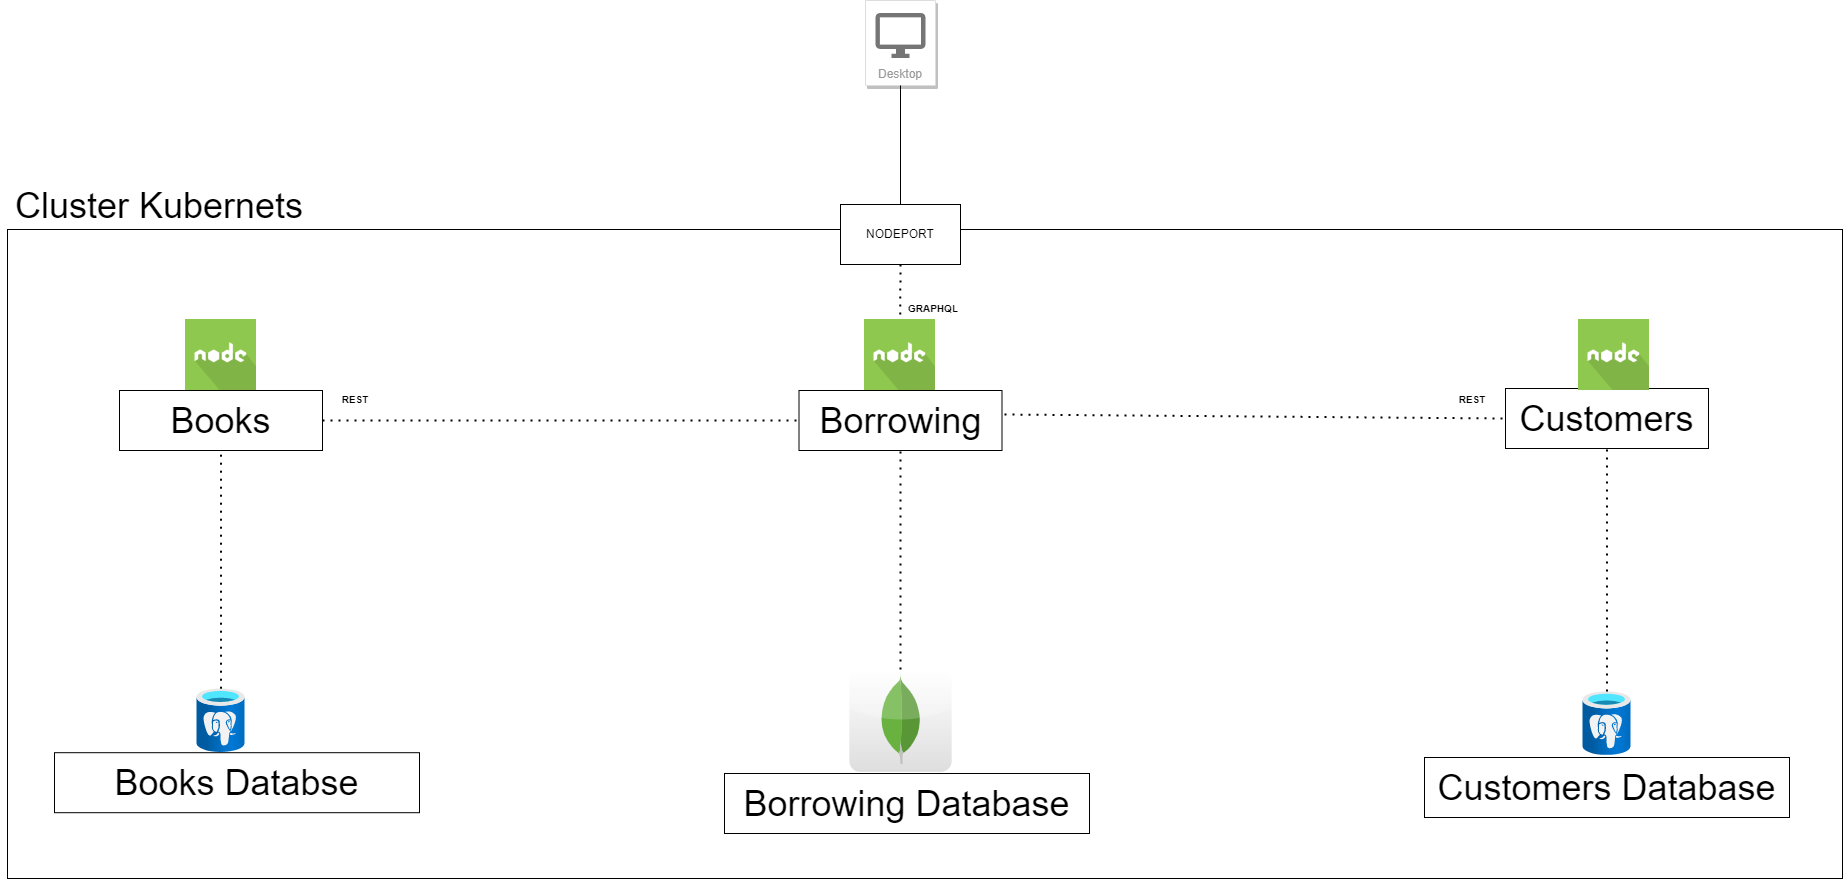 Desktop
Cluster Kubernets
NODEPORT
GRAPHQL
node
node
node
Books
REST
Borrowing
REST
Customers
Books Databse
Borrowing Database
Customers Database